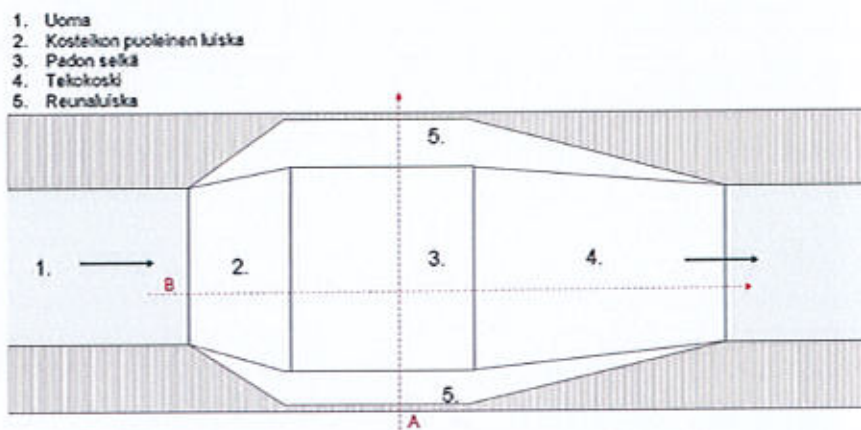 1. Uoma
2. Kosteikon puoleinen luiska
3. Padon selkä
4. Tekokoski
5. Reunaluiska
5.
1.
B
2.
3.
4.
5.
A